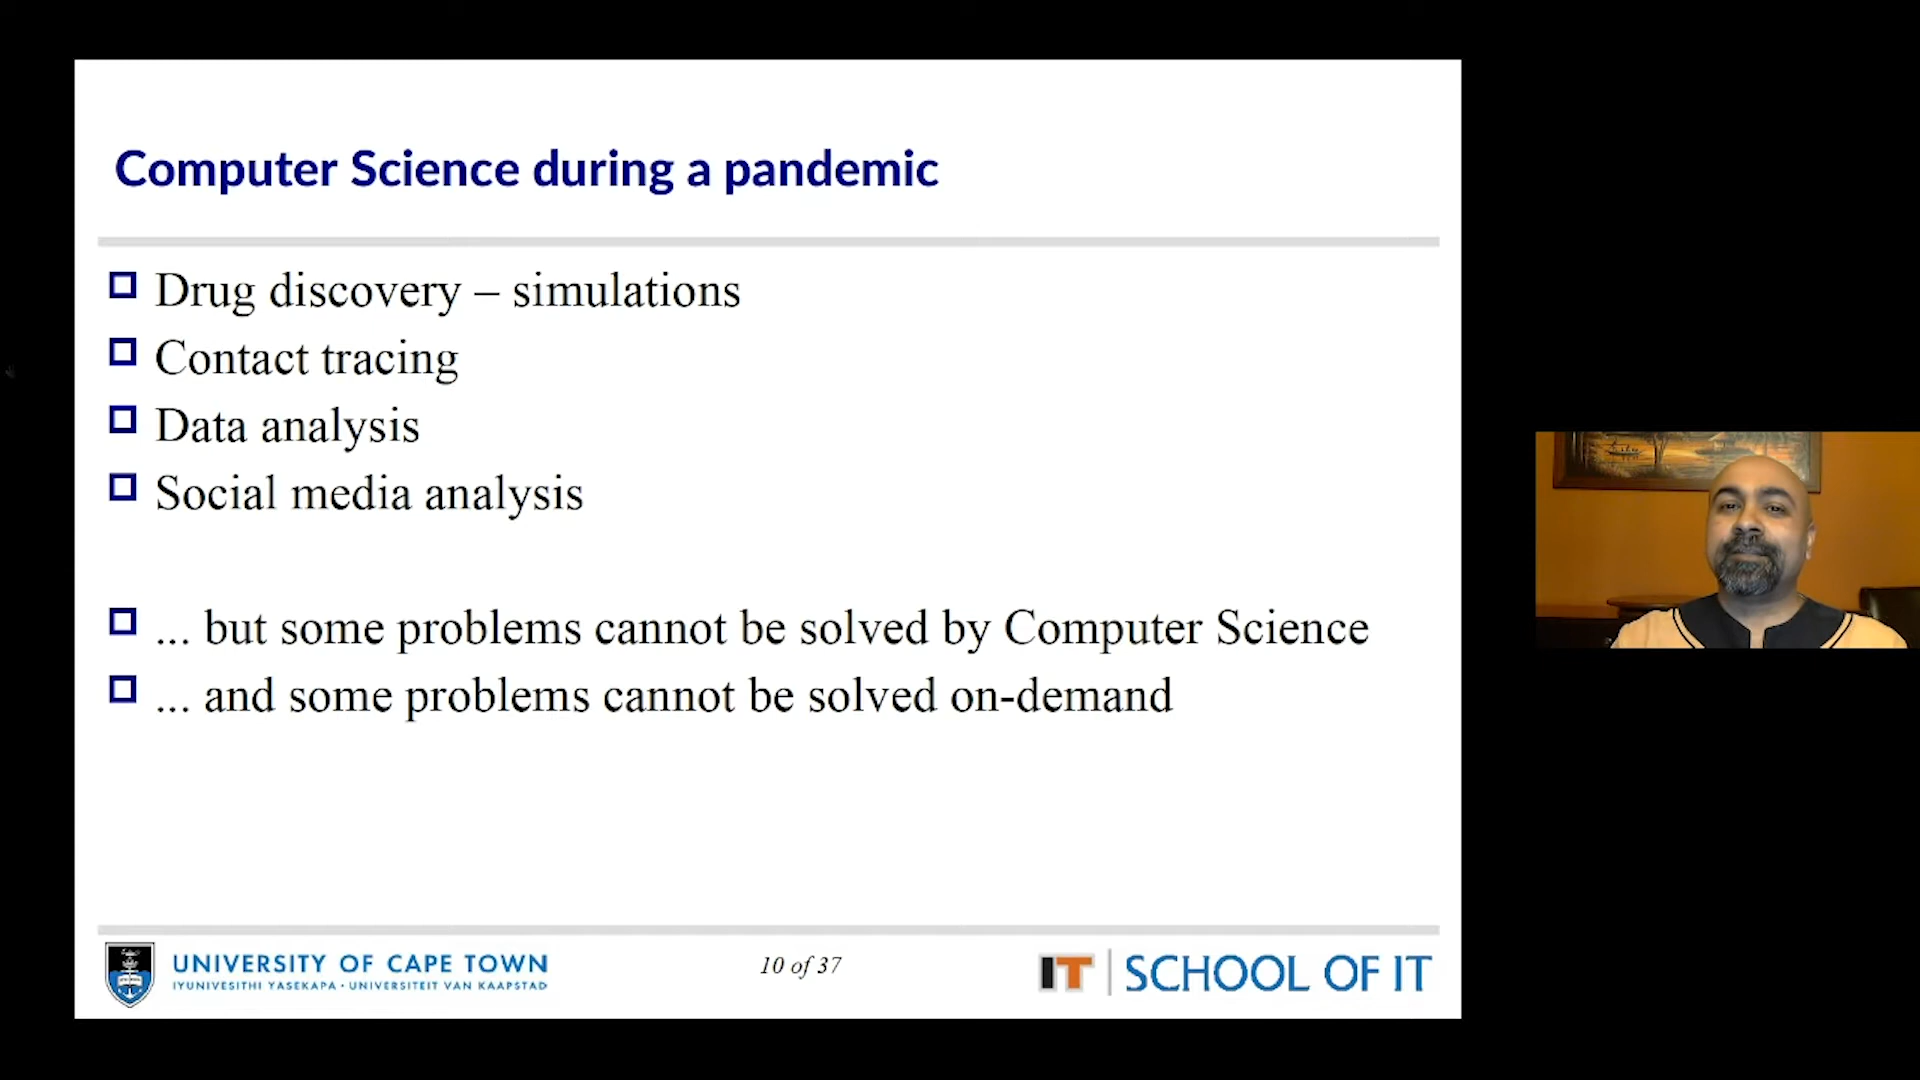 Computer Science during a pandemic
Drug discovery – simulations
Contact tracing
Data analysis
Social media analysis
... but some problems cannot be solved by Computer Science
... and some problems cannot be solved on-demand
UNIVERSITY OF CAPE TOWN
IYUNIVESITHI YASEKAPA • UNIVERSITEIT VAN KAAPSTAD
10 of 37
IT SCHOOL OF IT